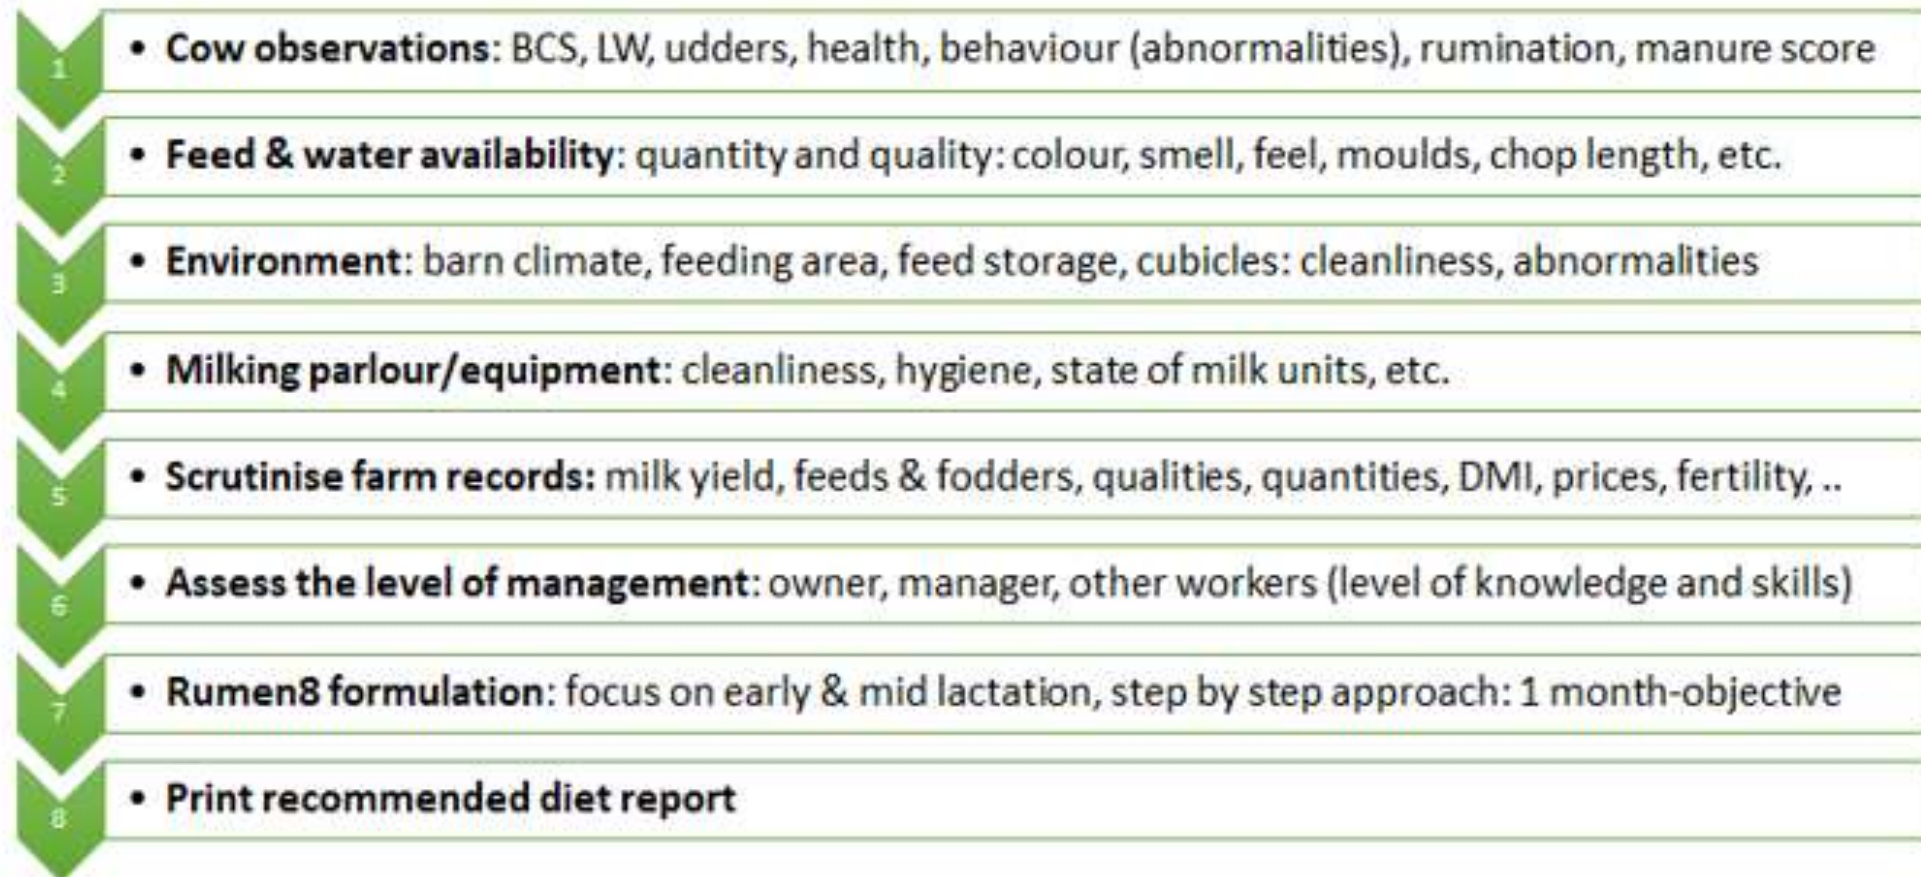 1
• Cow observations: BCS, LW, udders, health, behaviour (abnormalities), rumination, manure score
2
• Feed & water availability: quantity and quality: colour, smell, feel, moulds, chop length, etc.
3
• Environment: barn climate, feeding area, feed storage, cubicles: cleanliness, abnormalities
4
• Milking parlour/equipment: cleanliness, hygiene, state of milk units, etc.
5
• Scrutinise farm records: milk yield, feeds & fodders, qualities, quantities, DMI, prices, fertility, ..
6
• Assess the level of management: owner, manager, other workers (level of knowledge and skills)
7
• Rumen8 formulation: focus on early & mid lactation, step by step approach: 1 month-objective
8
• Print recommended diet report